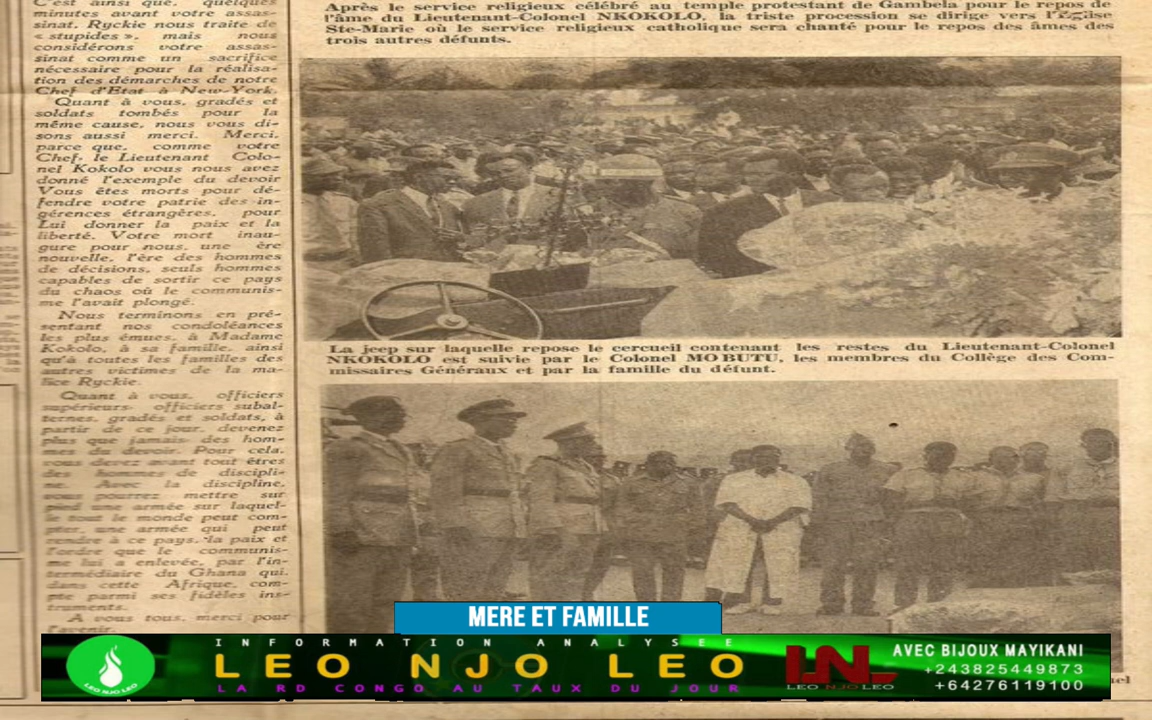 C'est ainsi que, quelques
minutes avant votre assas-
sinat, Ryckie nous traite de
« stupides », mais nous
considérons votre assas-
sinat comme un sacrifice
nécessaire pour la réalisa-
tion des démarches de notre
Chef d'Etat à New-York.
Quant à vous, gradés et
soldats tombés pour la
même cause, nous vous di-
sons aussi merci. Merci,
parce que, comme votre
Chef, le Lieutenant Colo-
nel Kokolo vous nous avez
donné l'exemple du devoir
Vous êtes morts pour dé-
fendre votre patrie des in-
gérences étrangères, pour
Lui donner la paix et la
liberté. Votre mort inau-
gure pour nous, une ère
nouvelle, l'ère des hommes
de décisions, seuls hommes
capables de sortir ce pays
du chaos où le communis-
me l'avait plongé.
Nous terminons en pré-
sentant nos condoléances
les plus émues, à Madame
Kokolo, à sa famille, ainsi
qu'à toutes les familles des
autres victimes de la ma-
lice Ryckie.
Quant à vous, officiers
supérieurs, officiers subal-
ternes, gradés et soldats, à
partir de ce jour, devenez
plus que jamais des hom-
mes du devoir. Pour cela,
vous devez avant tout êtres
des hommes de discipli-
ne. Avec la discipline,
vous pourrez mettre sur
pied une armée sur laquel-
le tout le monde peut com-
pter, une armée qui peut
rendre à ce pays, la paix et
l'ordre que le communis-
me lui a enlevée, par l'in-
termédiaire du Ghana qui,
dans cette Afrique, com-
pte parmi ses fidèles ins-
truments.
A vous tous, merci pour
l'avenir.
Après le service religieux célébré au temple protestant de Gambela pour le repos de
l'âme du Lieutenant-Colonel NKOKOLO, la triste procession se dirige vers l'Église
Ste-Marie où le service religieux catholique sera chanté pour le repos des âmes des
trois autres défunts.
La jeep sur laquelle repose le cercueil contenant les restes du Lieutenant-Colonel
NKOKOLO est suivie par le Colonel MOBUTU, les membres du Collège des Com-
missaires Généraux et par la famille du défunt.
MERE ET FAMILLE
INFORMATION ANALYSEE
LEO NJO LEO
LA RD CONGO AU TAUX DU JOUR
LEO NJO LEO
LN
LEO NJO LEO
AVEC BIJOUX MAYIKANI
+243825449873
+64276119100